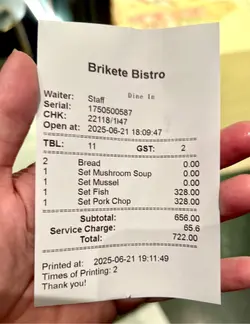 Brikete Bistro
Waiter: Staff Dine In
Serial: 1750500587
CHK: 22118/1447
Open at: 2025-06-21 18:09:47
TBL: 11 GST: 2
2 Bread 0.00
1 Set Mushroom Soup 0.00
1 Set Mussel 0.00
1 Set Fish 328.00
1 Set Pork Chop 328.00
Subtotal: 656.00
Service Charge: 65.6
Total: 722.00
Printed at: 2025-06-21 19:11:49
Times of Printing: 2
Thank you!